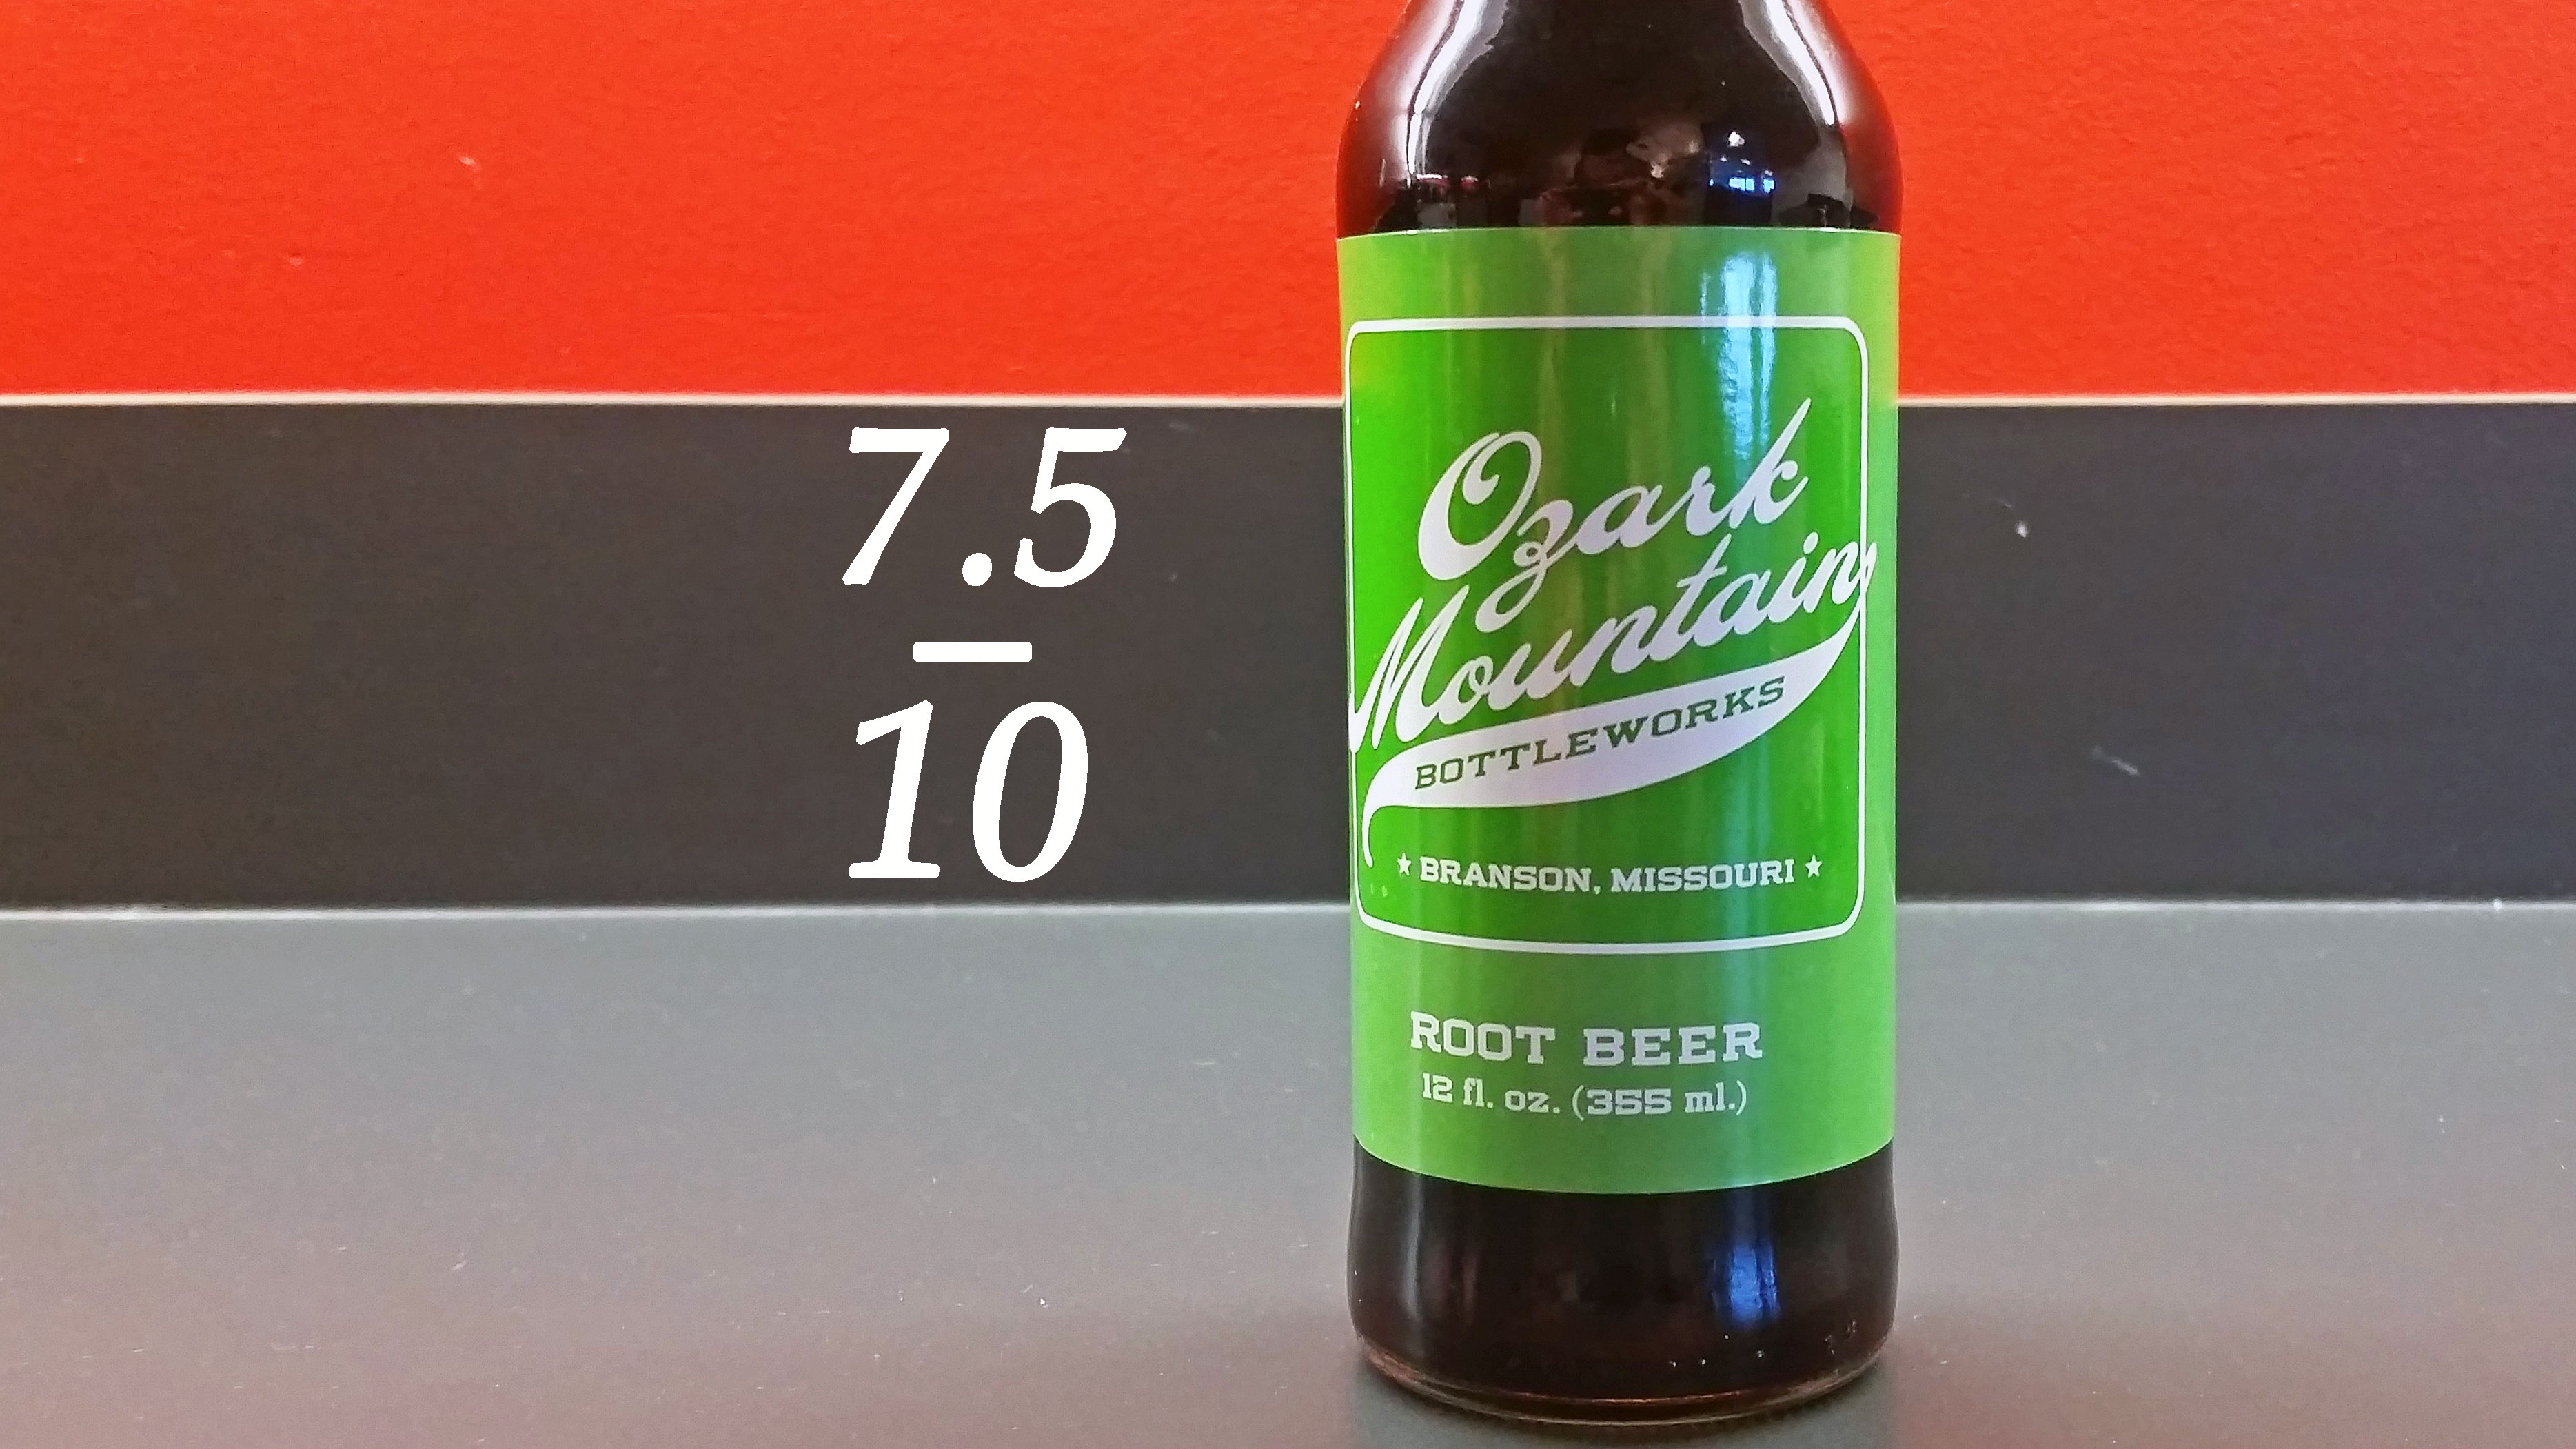 7.5
10
Ozark
Mountain
BOTTLEWORKS
★ BRANSON, MISSOURI ★
ROOT BEER
12 fl. oz. (355 ml.)